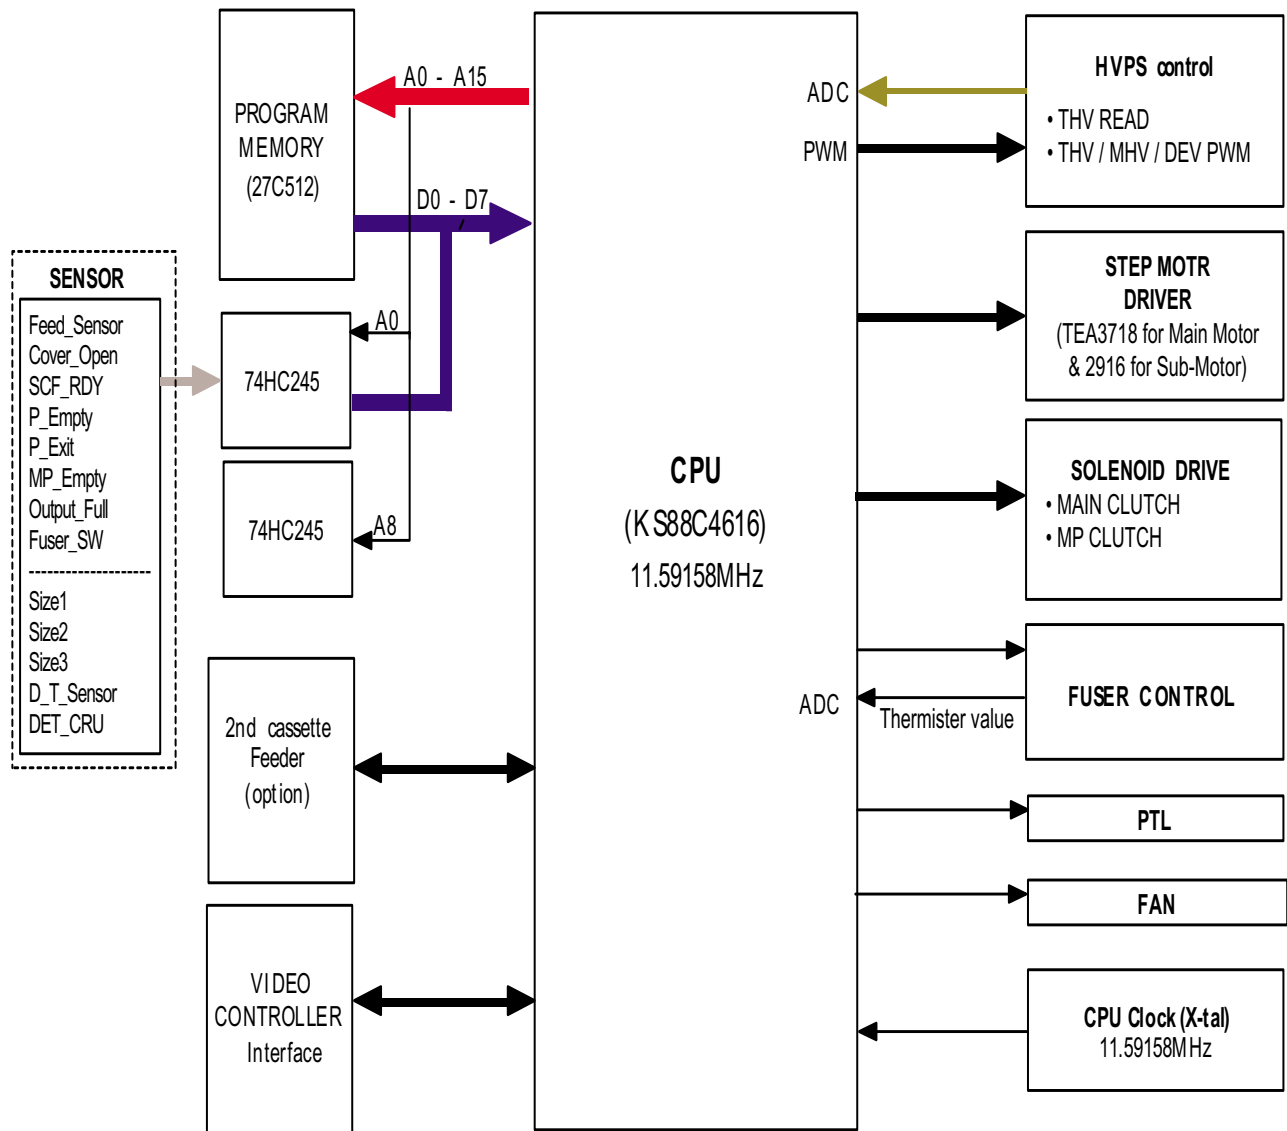 PROGRAM
MEMORY
(27C512)
A0 - A15
D0 - D7
SENSOR
Feed_Sensor
Cover_Open
SCF_RDY
P_Empty
P_Exit
MP_Empty
Output_Full
Fuser_SW
Size1
Size2
Size3
D_T_Sensor
DET_CRU
74HC245
A0
74HC245
A8
2nd cassette
Feeder
(option)
VIDEO
CONTROLLER
Interface
CPU
(KS88C4616)
11.59158MHz
ADC
PWM
ADC
HVPS control
• THV READ
• THV / MHV / DEV PWM
STEP MOTR
DRIVER
(TEA3718 for Main Motor
& 2916 for Sub-Motor)
SOLENOID DRIVE
• MAIN CLUTCH
• MP CLUTCH
Thermister value
FUSER CONTROL
PTL
FAN
CPU Clock (X-tal)
11.59158MHz